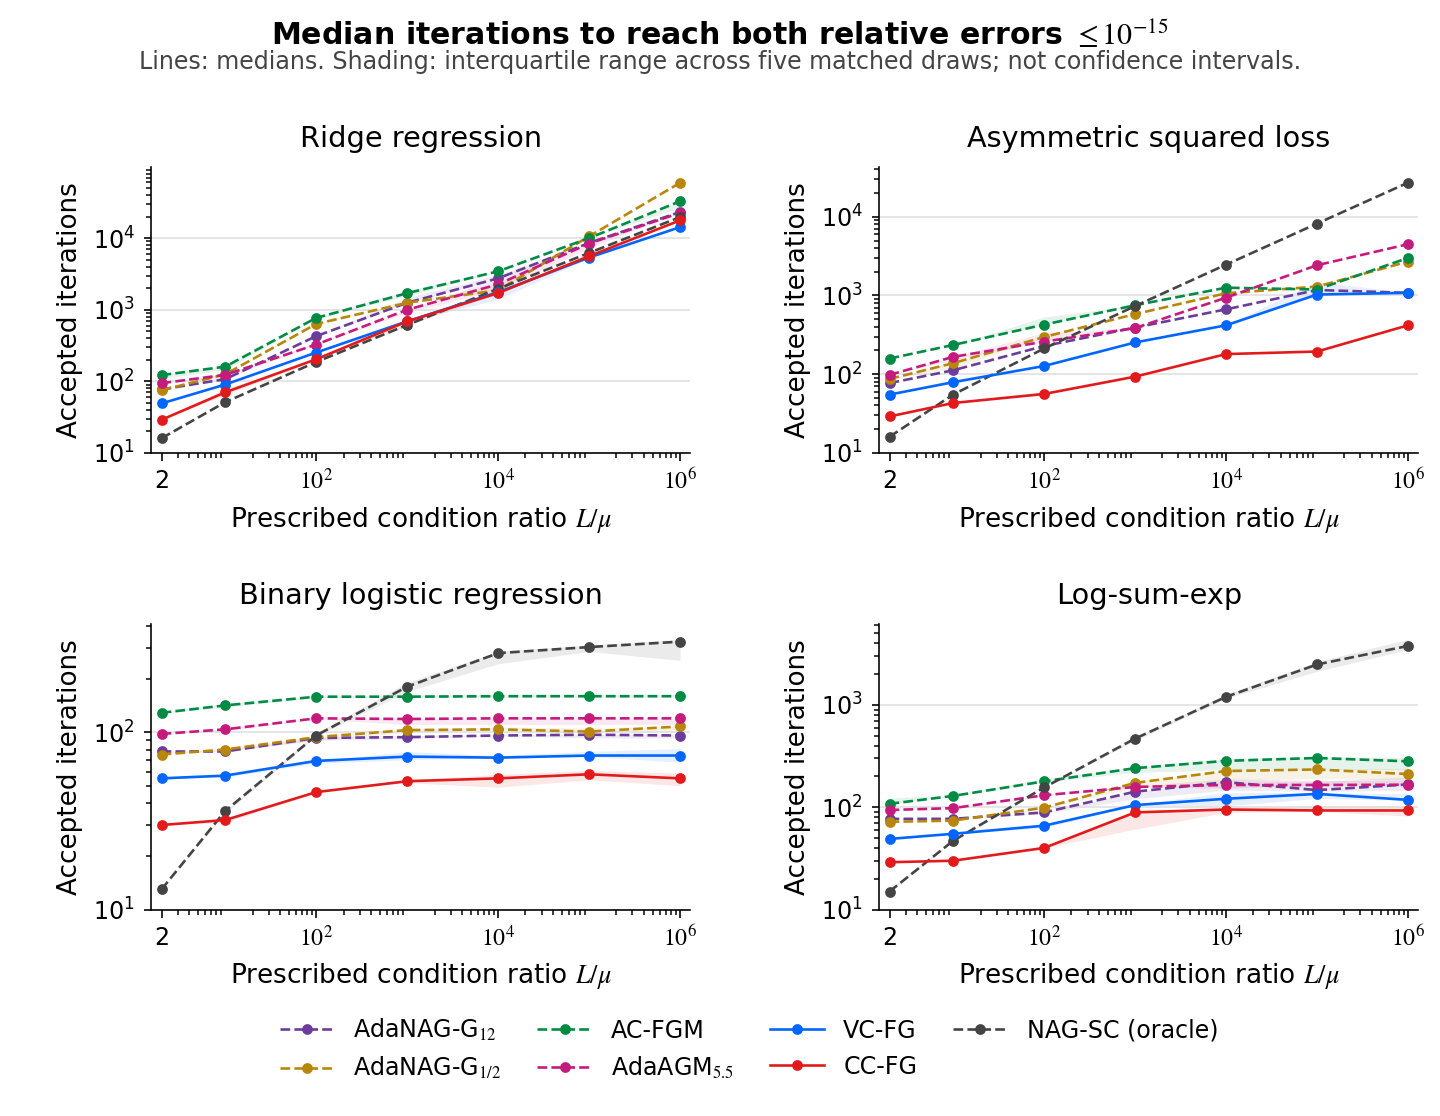 Median iterations to reach both relative errors ≤10⁻¹⁵
Lines: medians. Shading: interquartile range across five matched draws; not confidence intervals.
Ridge regression
Accepted iterations
10⁴
10³
10²
10¹
2
10²
10⁴
10⁶
Prescribed condition ratio L/μ
Asymmetric squared loss
Accepted iterations
10⁴
10³
10²
10¹
2
10²
10⁴
10⁶
Prescribed condition ratio L/μ
Binary logistic regression
Accepted iterations
10²
10¹
2
10²
10⁴
10⁶
Prescribed condition ratio L/μ
Log-sum-exp
Accepted iterations
10³
10²
10¹
2
10²
10⁴
10⁶
Prescribed condition ratio L/μ
AdaNAG-G₁₂
AC-FGM
VC-FG
NAG-SC (oracle)
AdaNAG-G₁/₂
AdaAGM₅.₅
CC-FG